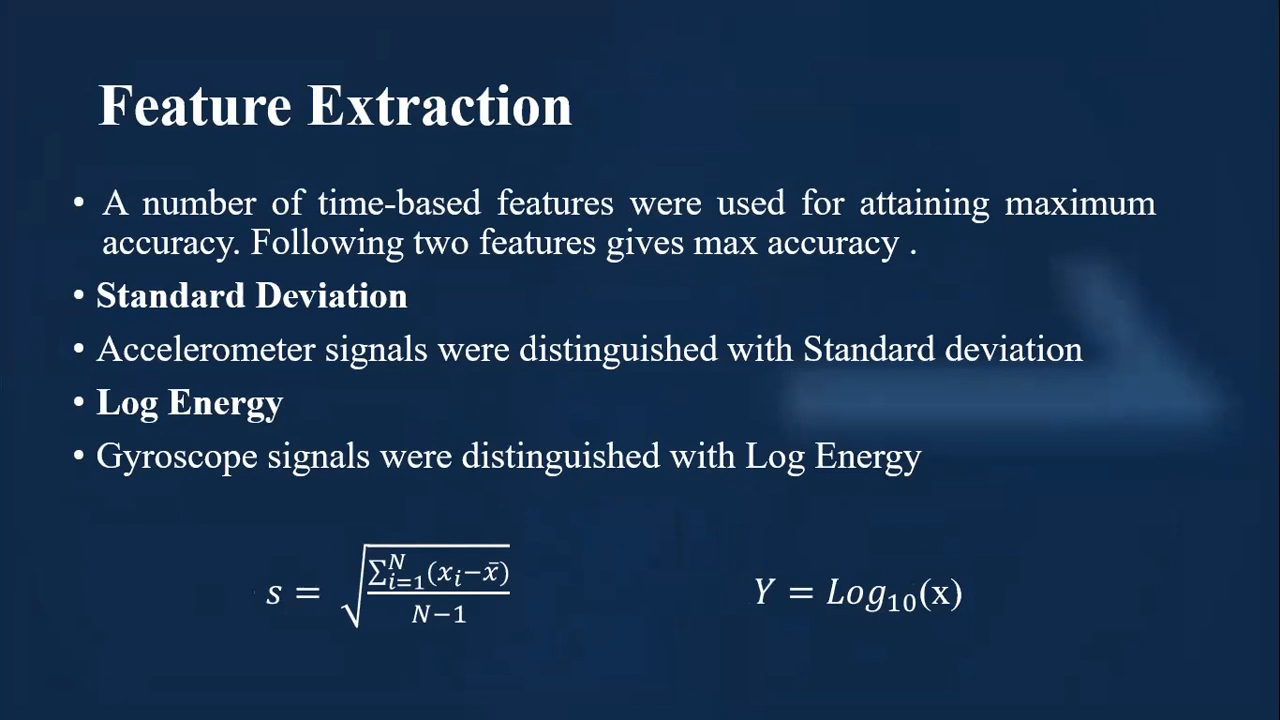 Feature Extraction
• A number of time-based features were used for attaining maximum
accuracy. Following two features gives max accuracy .
• Standard Deviation
• Accelerometer signals were distinguished with Standard deviation
• Log Energy
• Gyroscope signals were distinguished with Log Energy
s = √(∑ᵢ₌₁ᴺ(xᵢ−x̄) / N−1)
Y = Log₁₀(x)